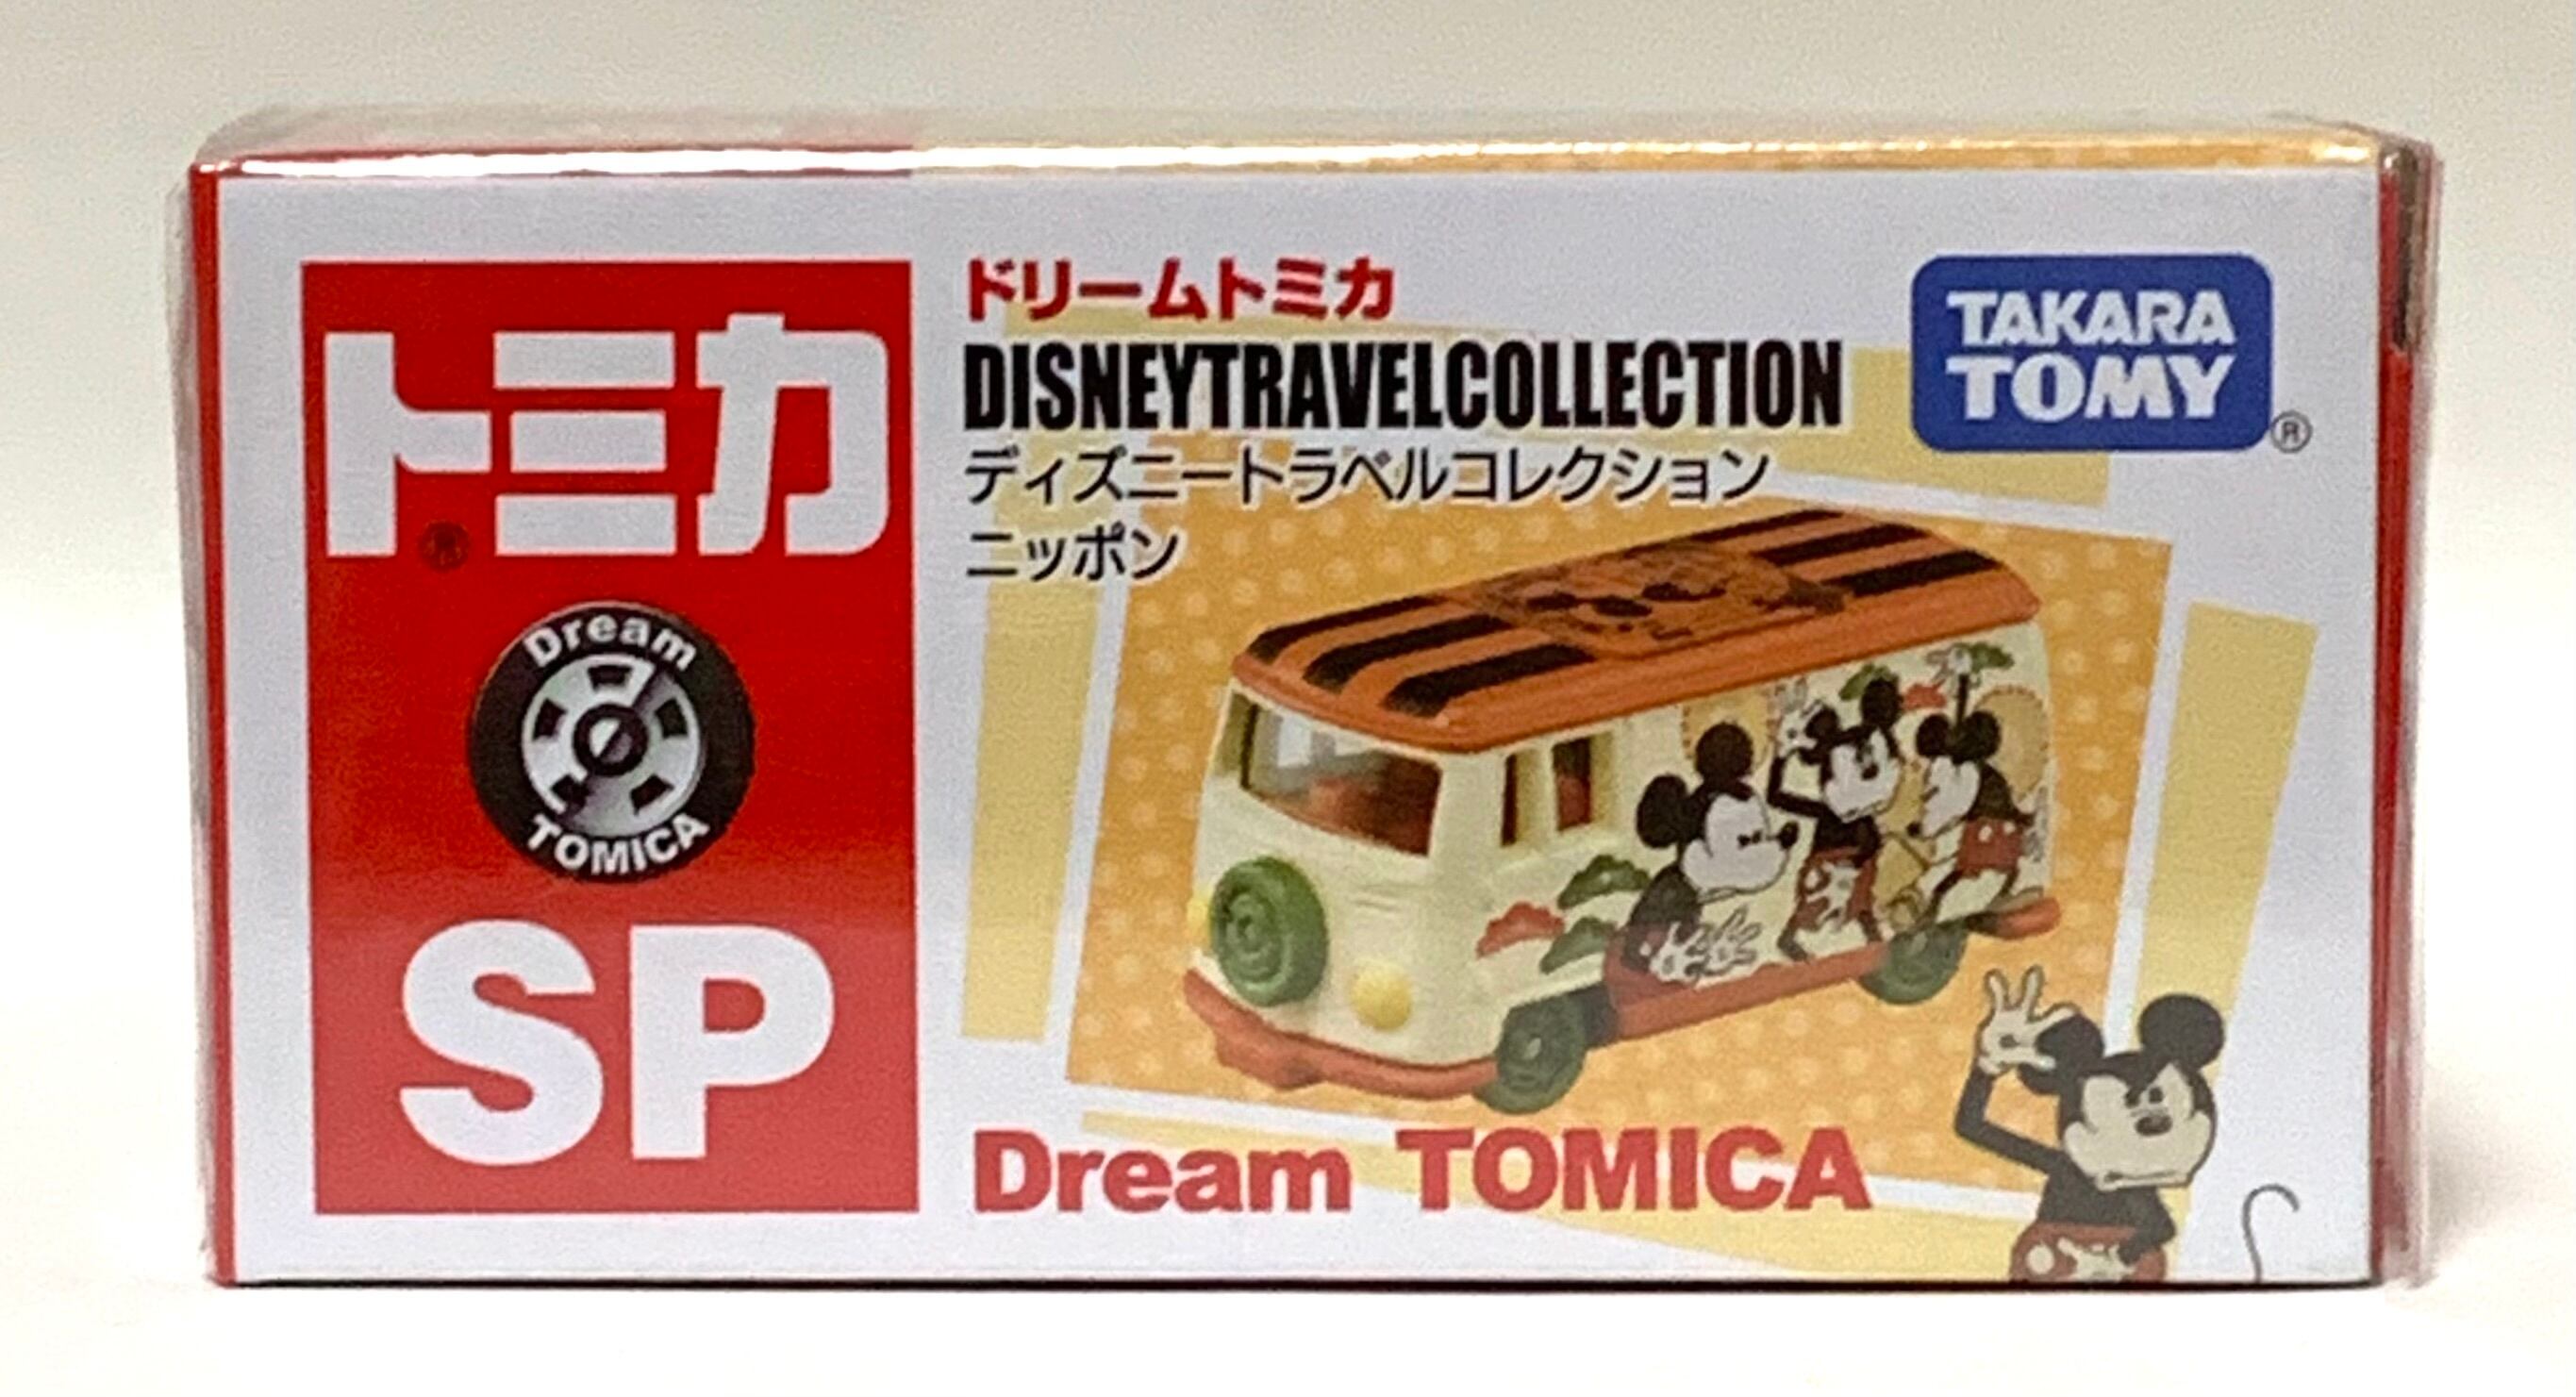 トミカ
Dream
TOMICA
SP
ドリームトミカ
DISNEYTRAVELCOLLECTION
ディズニートラベルコレクション
ニッポン
TAKARA
TOMY
®
Dream TOMICA